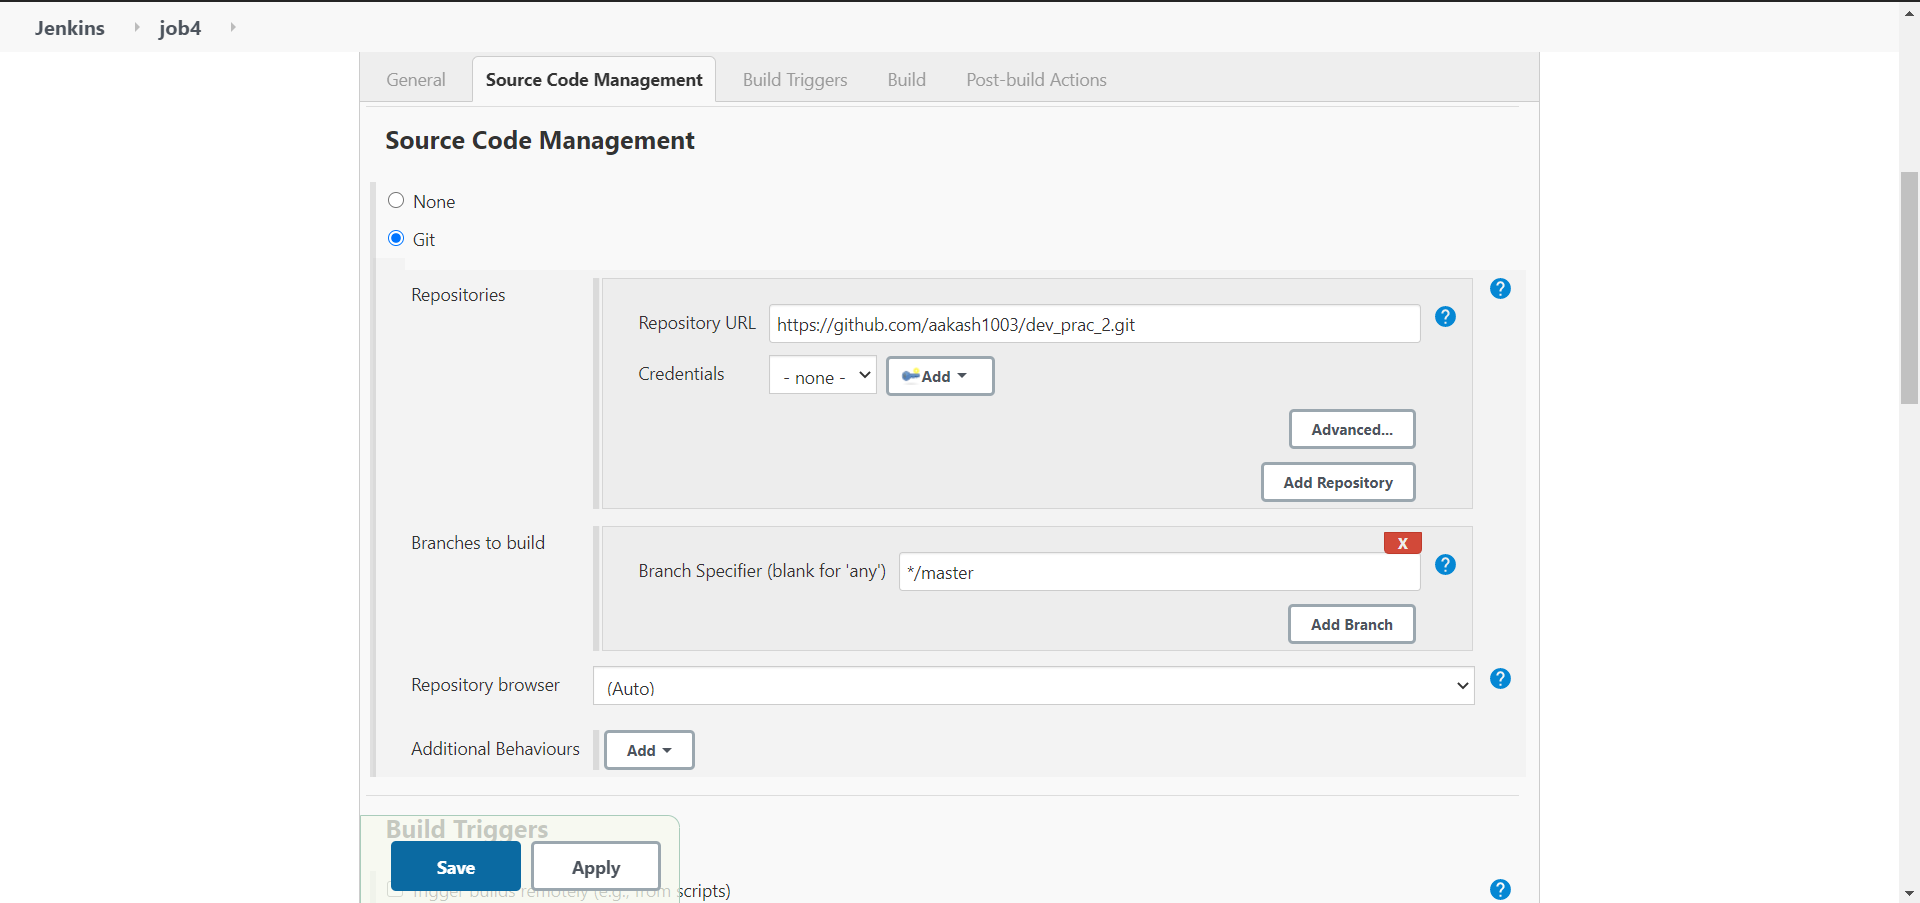 Jenkins job4
General Source Code Management Build Triggers Build Post-build Actions
Source Code Management
None
Git
Repositories
?
Repository URL https://github.com/aakash1003/dev_prac_2.git ?
Credentials - none - Add
Advanced...
Add Repository
Branches to build
X
Branch Specifier (blank for 'any') */master ?
Add Branch
Repository browser (Auto) ?
Additional Behaviours Add
Build Triggers
Save Apply
Trigger builds remotely (e.g., from scripts) ?